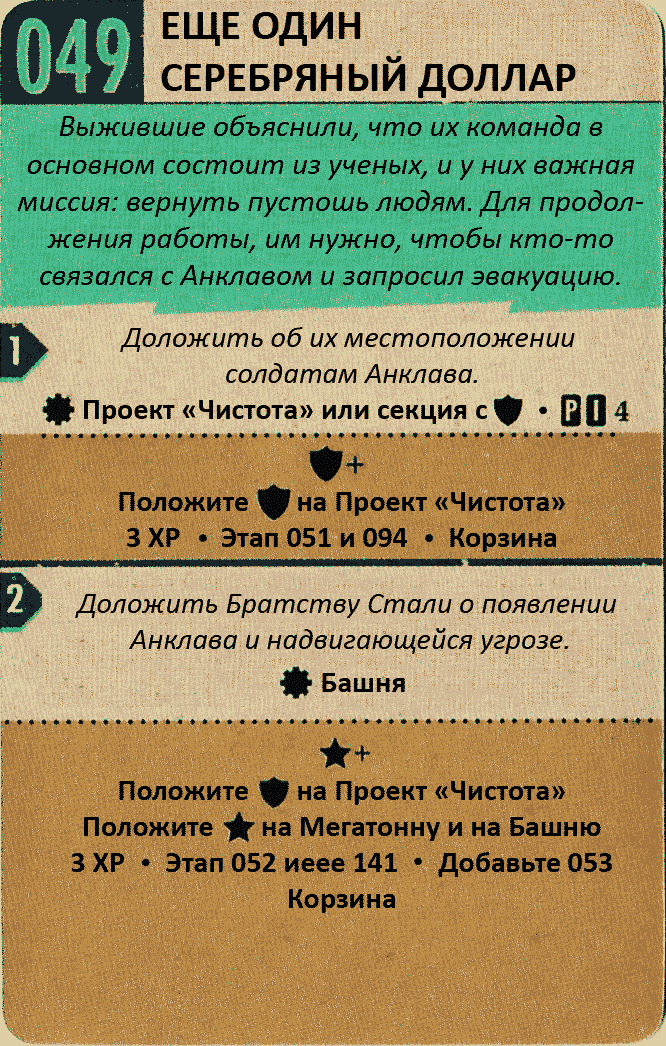 049
ЕЩЕ ОДИН
СЕРЕБРЯНЫЙ ДОЛЛАР
Выжившие объяснили, что их команда в
основном состоит из ученых, и у них важная
миссия: вернуть пустошь людям. Для продол-
жения работы, им нужно, чтобы кто-то
связался с Анклавом и запросил эвакуацию.
1
Доложить об их местоположении
солдатам Анклава.
Проект «Чистота» или секция с • P I 4
+
Положите на Проект «Чистота»
3 XP • Этап 051 и 094 • Корзина
2
Доложить Братству Стали о появлении
Анклава и надвигающейся угрозе.
Башня
+
Положите на Проект «Чистота»
Положите на Мегатонну и на Башню
3 XP • Этап 052 иеее 141 • Добавьте 053
Корзина